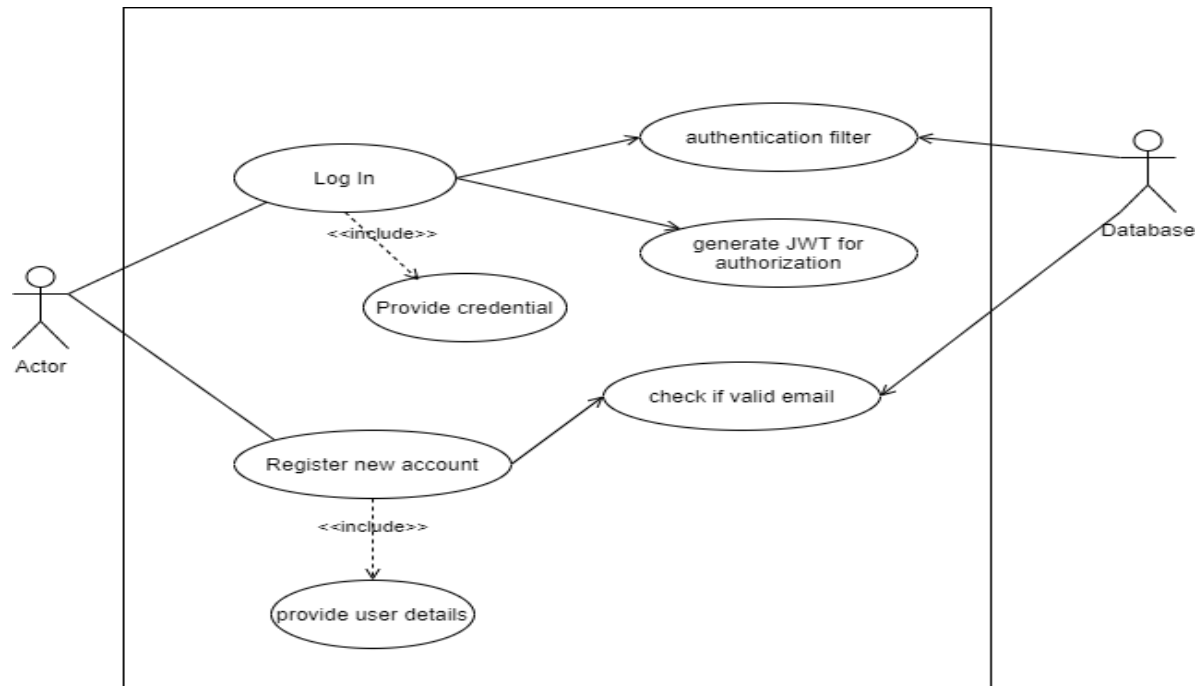 authentication filter
Log In
Database
<<include>>
generate JWT for
authorization
Provide credential
Actor
check if valid email
Register new account
<<include>>
provide user details